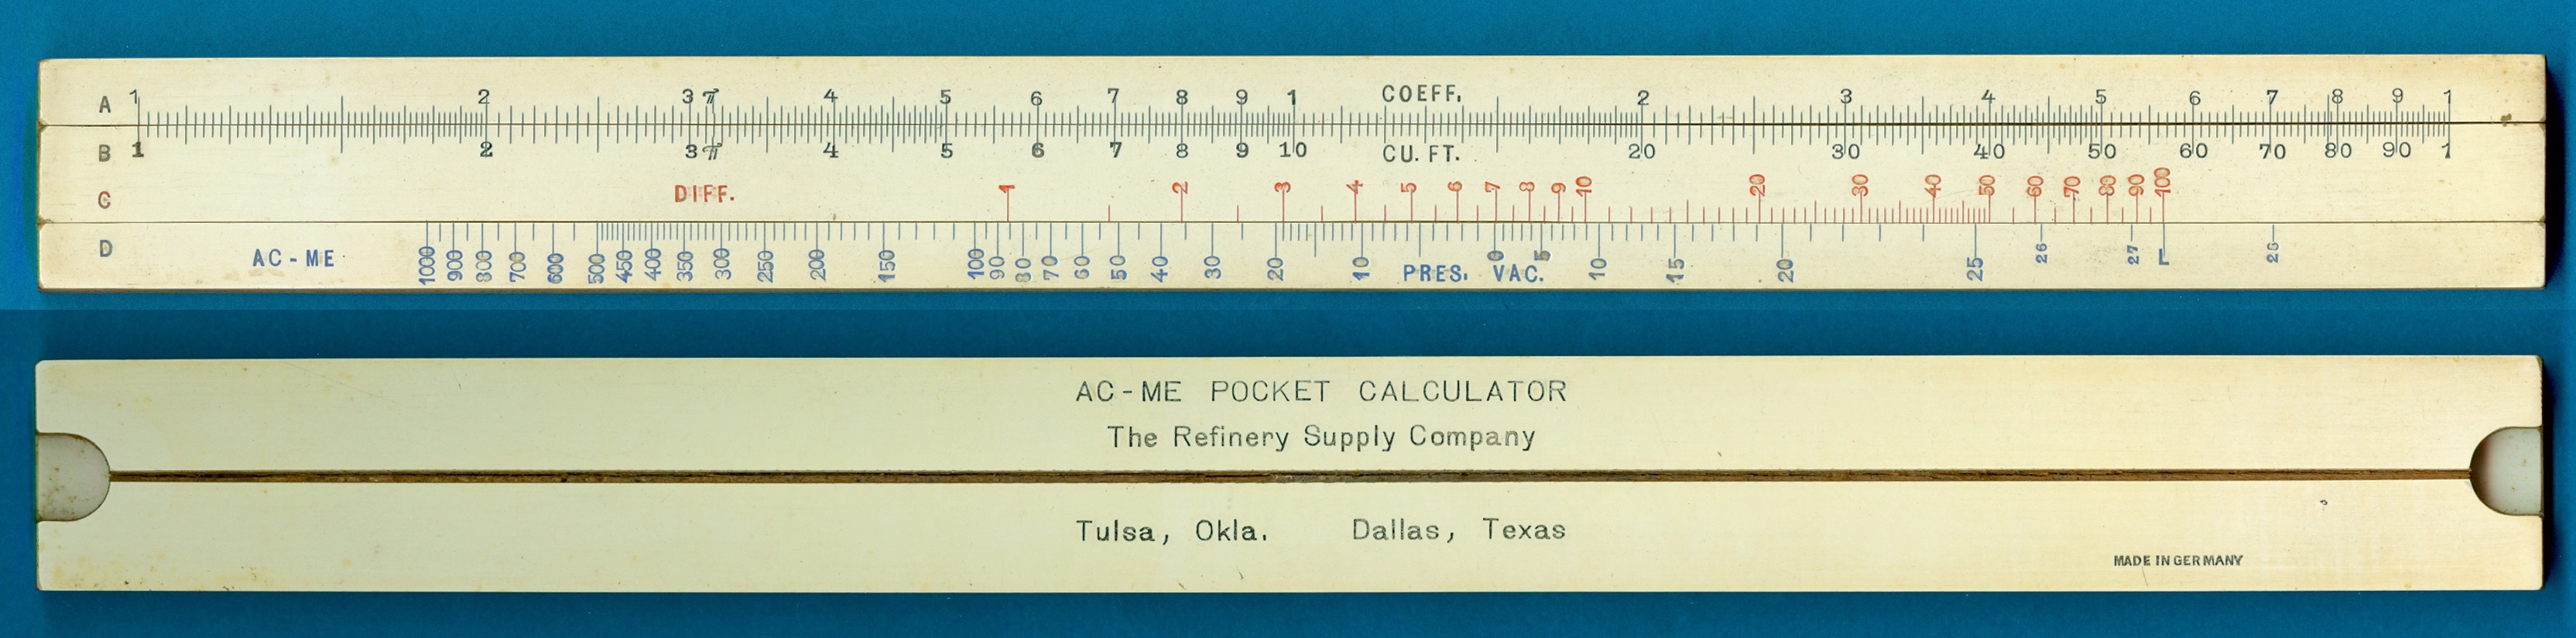 A 1 2 3 π 4 5 6 7 8 9 1 COEFF. 2 3 4 5 6 7 8 9 1
B 1 2 3 π 4 5 6 7 8 9 10 CU. FT. 20 30 40 50 60 70 80 90 1
C DIFF. 1 2 3 4 5 6 7 8 9 10 20 30 40 50 60 70 80 90 100
D AC-ME 1000 900 800 700 600 500 450 400 350 300 250 200 150 100 90 80 70 60 50 40 30 20 10 PRES. 0 VAC. 5 10 15 20 25 26 27 L 28
AC-ME POCKET CALCULATOR
The Refinery Supply Company
Tulsa, Okla. Dallas, Texas
MADE IN GERMANY